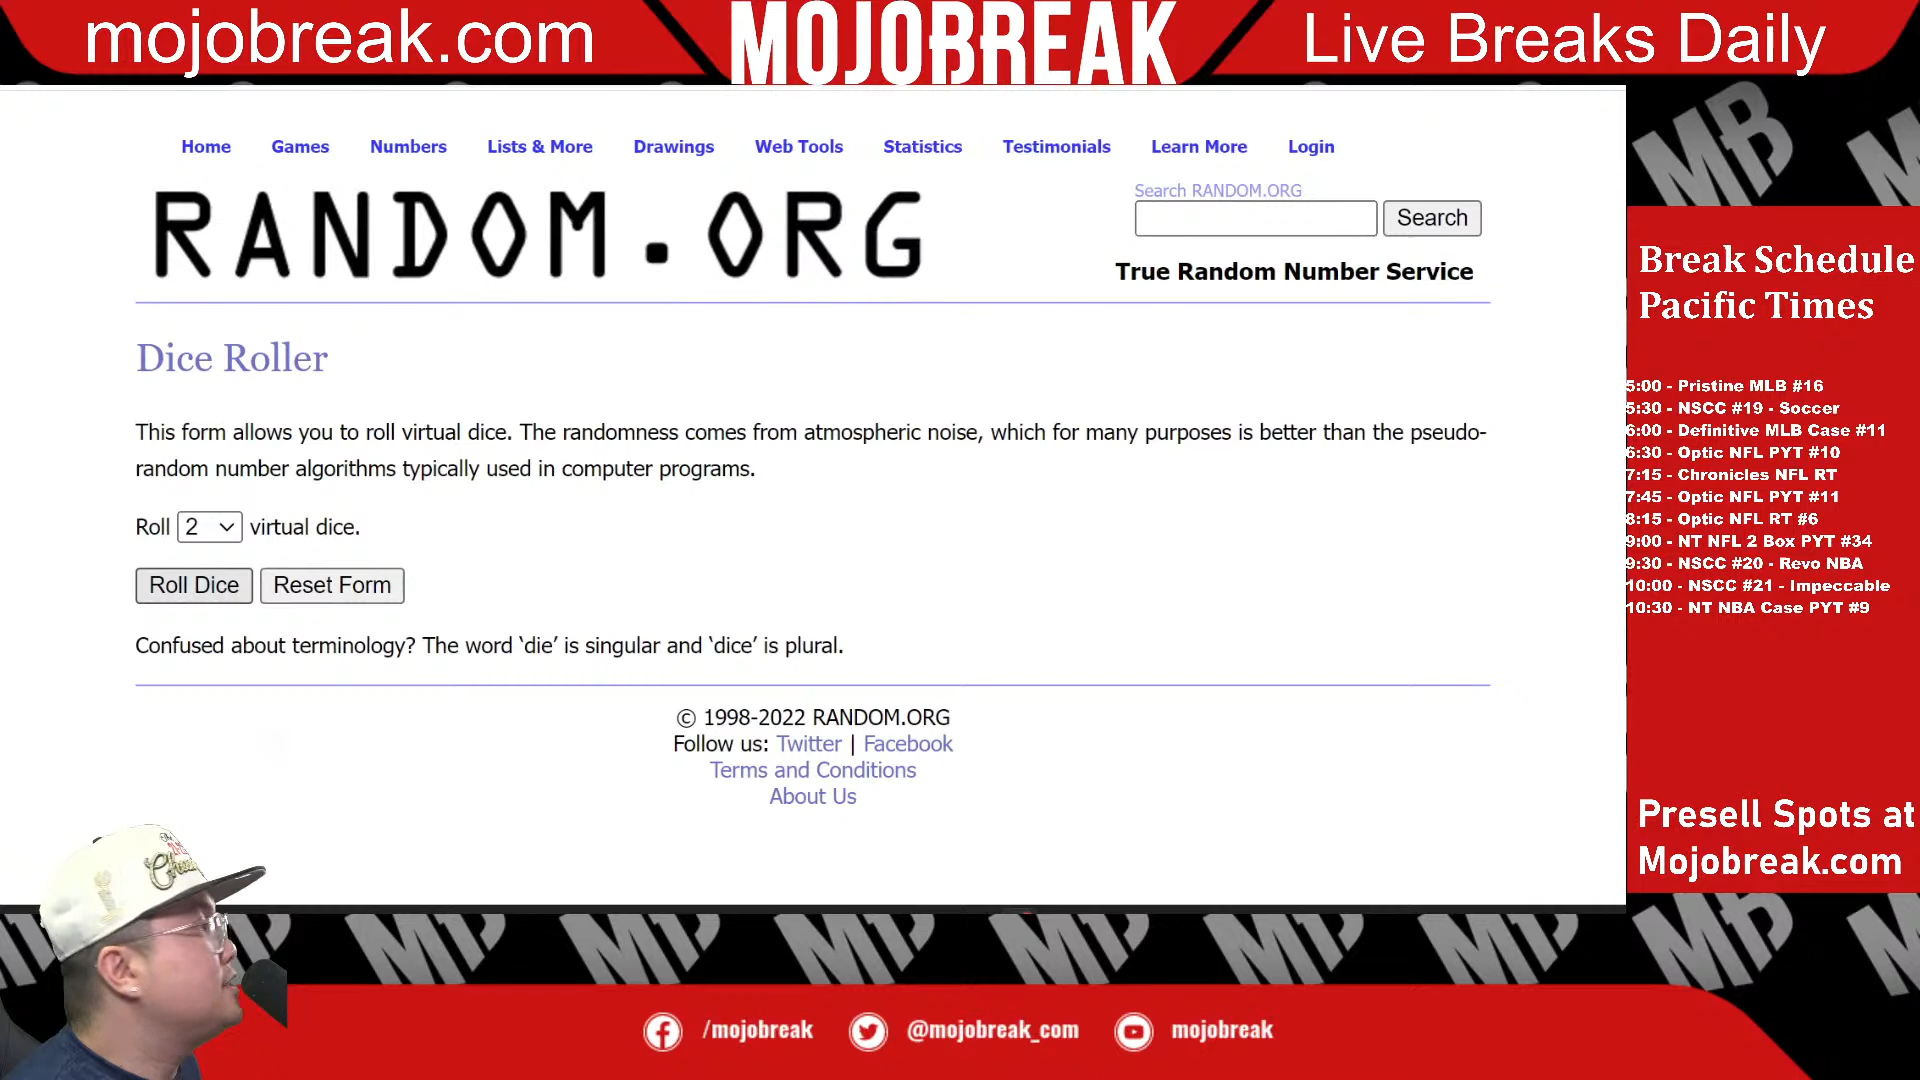 mojobreak.com
MOJOBREAK
Live Breaks Daily
Home Games Numbers Lists & More Drawings Web Tools Statistics Testimonials Learn More Login
RANDOM.ORG
Search RANDOM.ORG
Search
True Random Number Service
Dice Roller
This form allows you to roll virtual dice. The randomness comes from atmospheric noise, which for many purposes is better than the pseudo-
random number algorithms typically used in computer programs.
Roll 2 virtual dice.
Roll Dice Reset Form
Confused about terminology? The word ‘die’ is singular and ‘dice’ is plural.
© 1998-2022 RANDOM.ORG
Follow us: Twitter | Facebook
Terms and Conditions
About Us
Break Schedule
Pacific Times
5:00 - Pristine MLB #16
5:30 - NSCC #19 - Soccer
6:00 - Definitive MLB Case #11
6:30 - Optic NFL PYT #10
7:15 - Chronicles NFL RT
7:45 - Optic NFL PYT #11
8:15 - Optic NFL RT #6
9:00 - NT NFL 2 Box PYT #34
9:30 - NSCC #20 - Revo NBA
10:00 - NSCC #21 - Impeccable
10:30 - NT NBA Case PYT #9
Presell Spots at
Mojobreak.com
MB
/mojobreak @mojobreak_com mojobreak